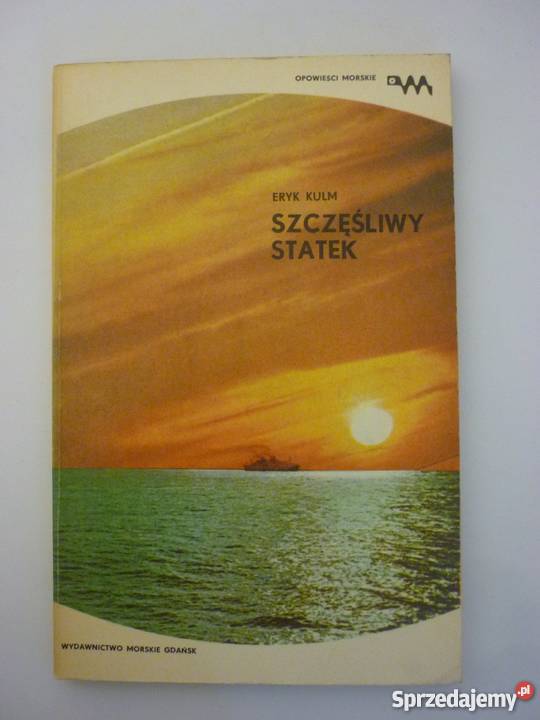 OPOWIEŚCI MORSKIE
ERYK KULM
SZCZĘŚLIWY
STATEK
WYDAWNICTWO MORSKIE GDAŃSK
Sprzedajemy.pl